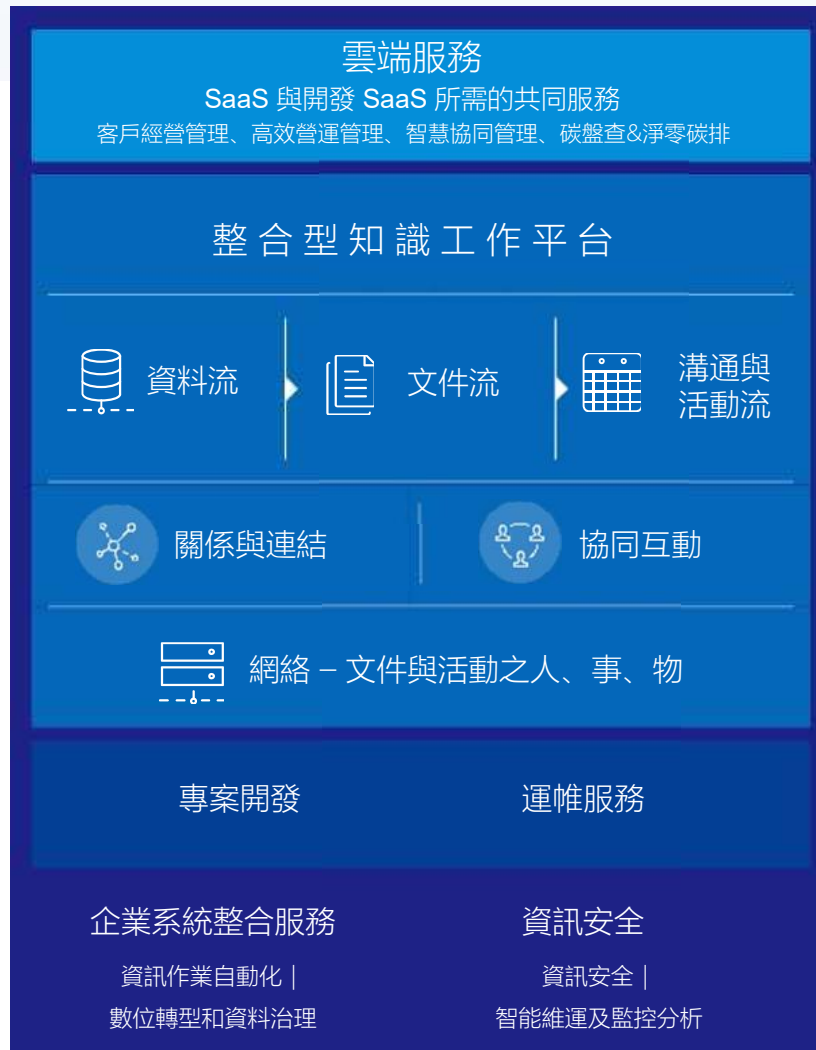 雲端服務
SaaS 與開發 SaaS 所需的共同服務
客戶經營管理、高效營運管理、智慧協同管理、碳盤查&淨零碳排
整合型知識工作平台
資料流
文件流
溝通與
活動流
關係與連結
協同互動
網絡 – 文件與活動之人、事、物
專案開發
運帷服務
企業系統整合服務
資訊作業自動化｜
數位轉型和資料治理
資訊安全
資訊安全｜
智能維運及監控分析